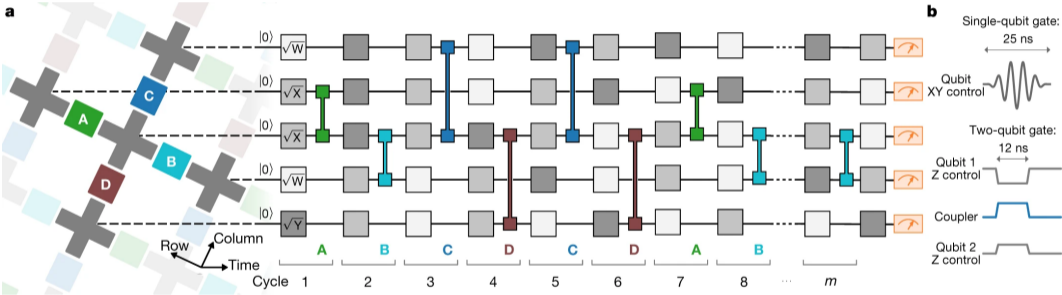 a
b
|0⟩ √W
|0⟩ √X
|0⟩ √X
|0⟩ √W
|0⟩ √Y
A
B
C
D
Row
Column
Time
A B C D C D A B
Cycle 1 2 3 4 5 6 7 8 ... m
Single-qubit gate:
25 ns
Qubit
XY control
Two-qubit gate:
12 ns
Qubit 1
Z control
Coupler
Qubit 2
Z control